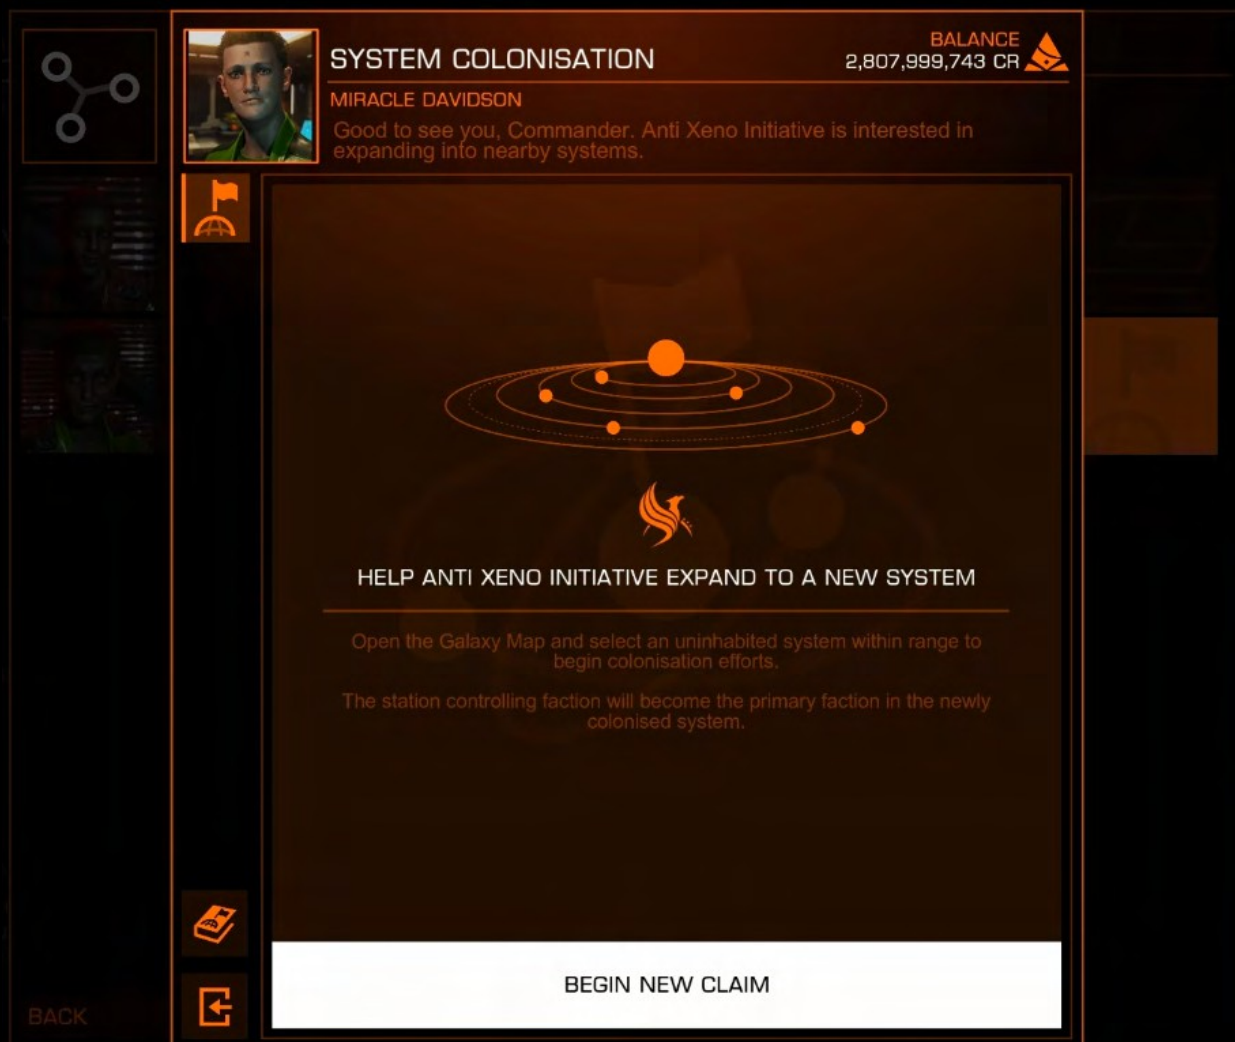 SYSTEM COLONISATION
BALANCE
2,807,999,743 CR
MIRACLE DAVIDSON
Good to see you, Commander. Anti Xeno Initiative is interested in
expanding into nearby systems.
HELP ANTI XENO INITIATIVE EXPAND TO A NEW SYSTEM
Open the Galaxy Map and select an uninhabited system within range to
begin colonisation efforts.
The station controlling faction will become the primary faction in the newly
colonised system.
BEGIN NEW CLAIM
BACK